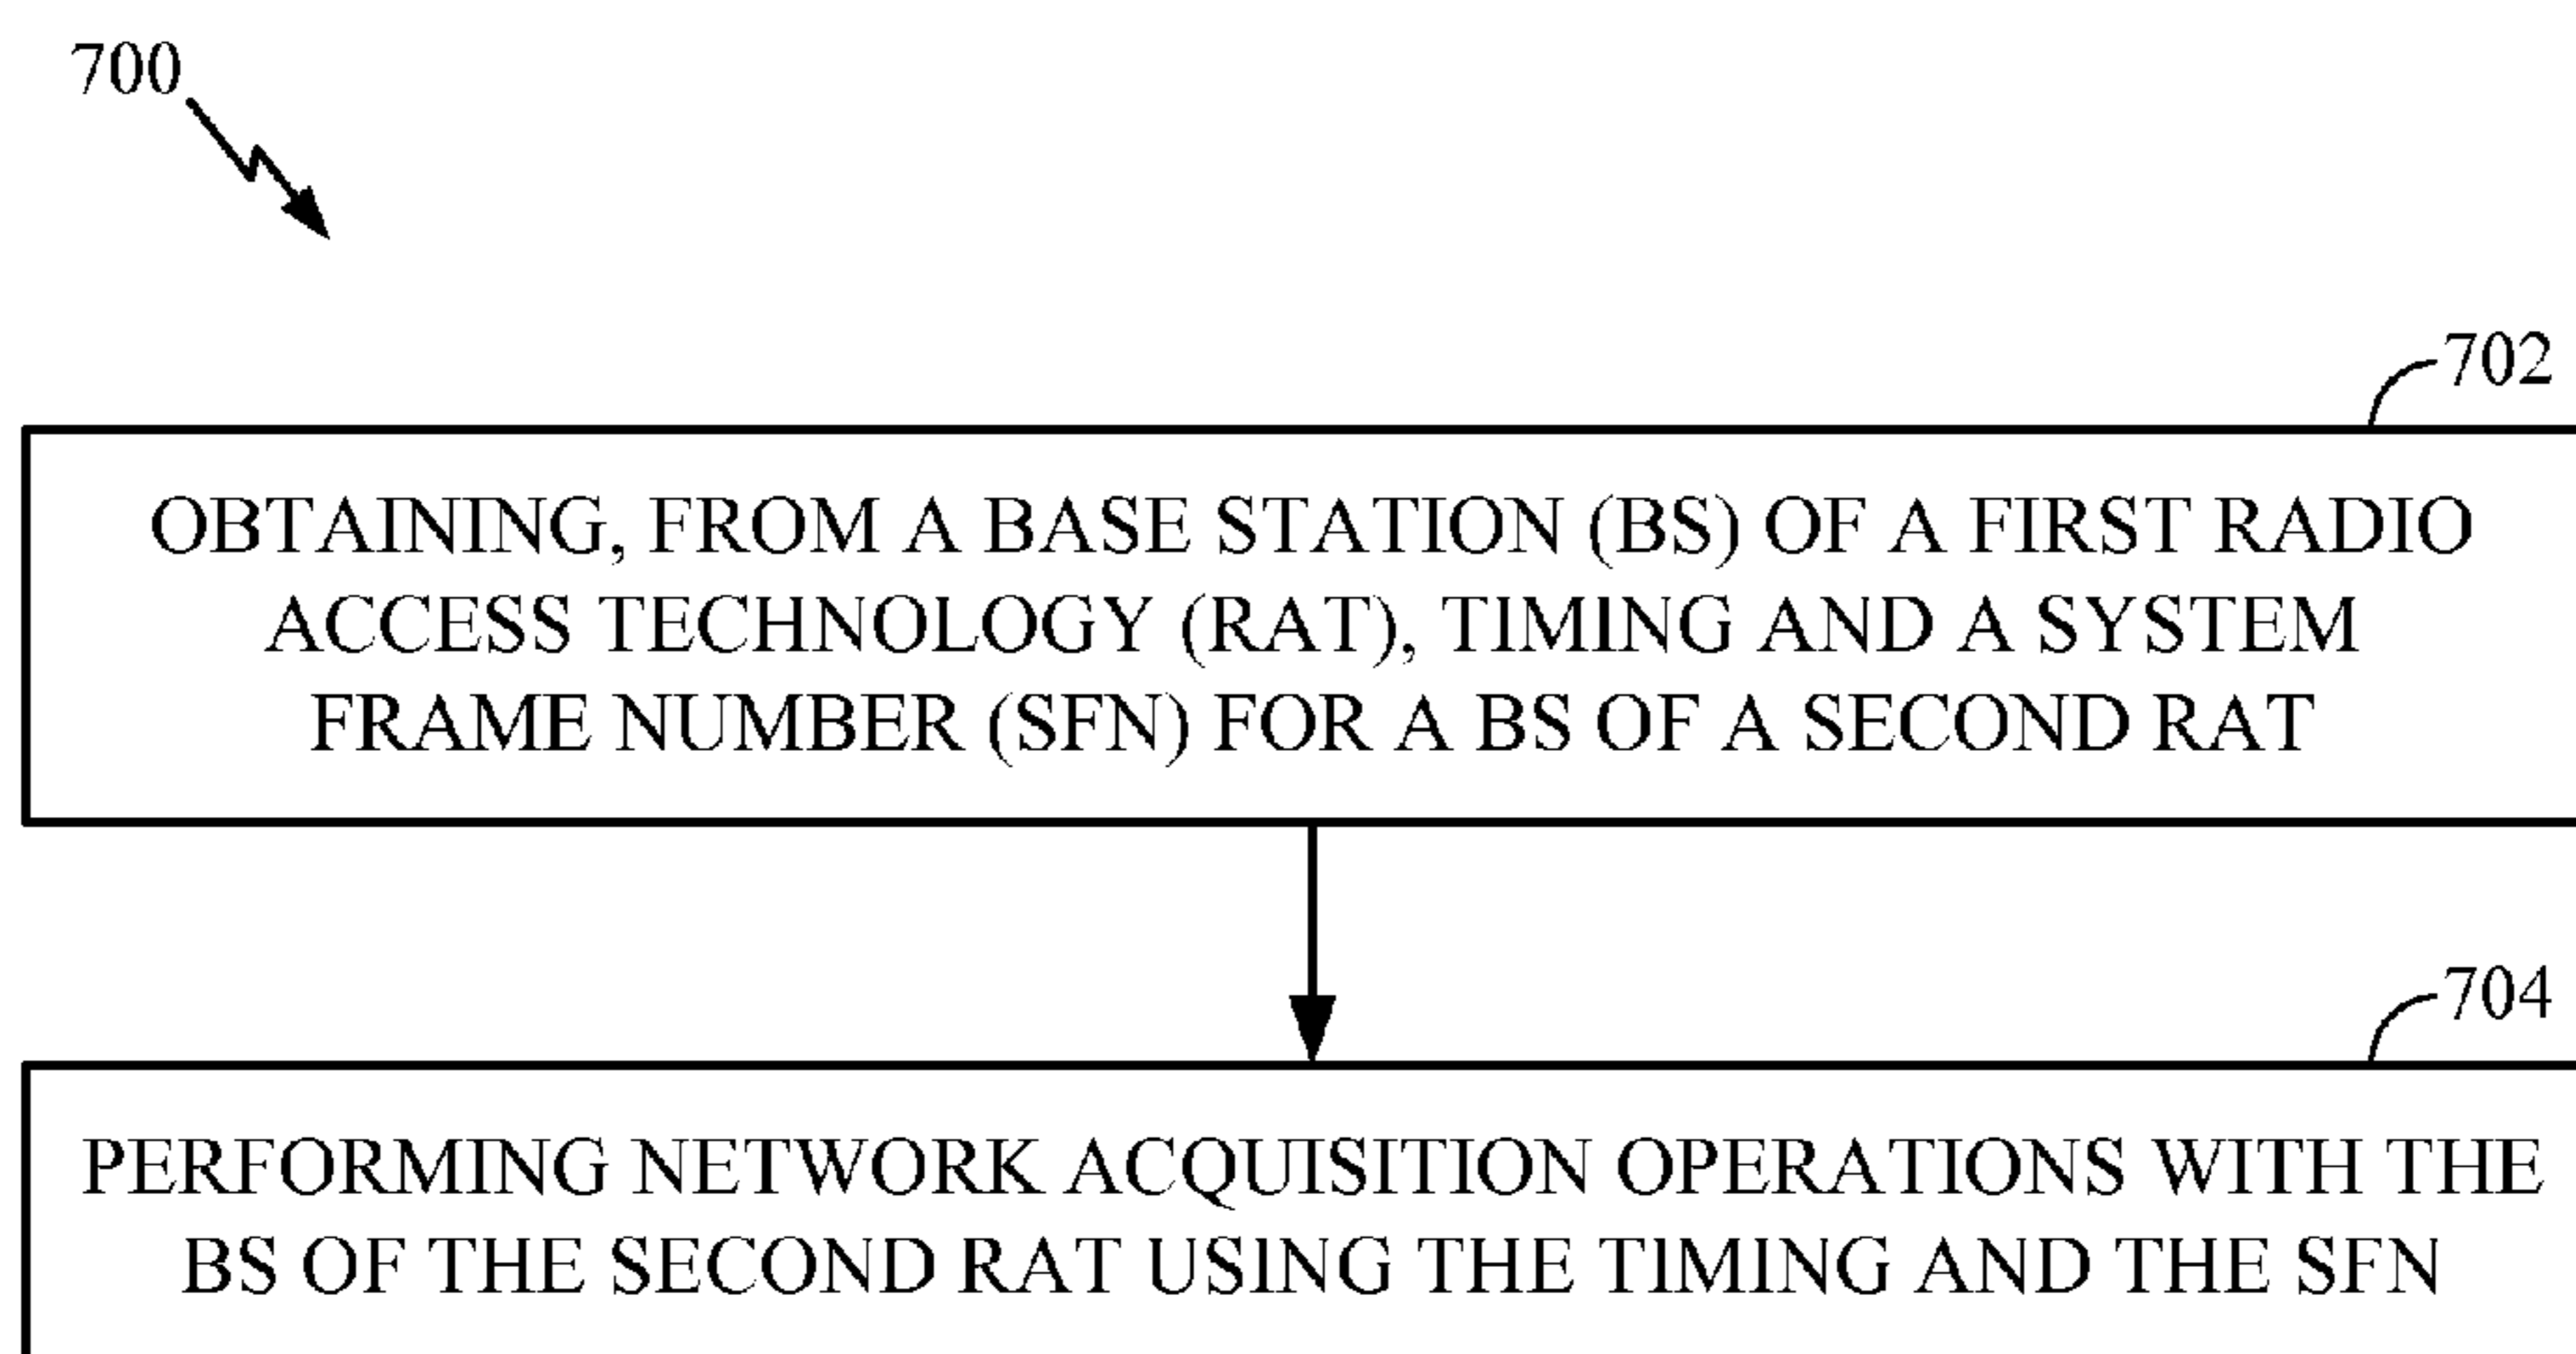 700
702
OBTAINING, FROM A BASE STATION (BS) OF A FIRST RADIO
ACCESS TECHNOLOGY (RAT), TIMING AND A SYSTEM
FRAME NUMBER (SFN) FOR A BS OF A SECOND RAT
704
PERFORMING NETWORK ACQUISITION OPERATIONS WITH THE
BS OF THE SECOND RAT USING THE TIMING AND THE SFN